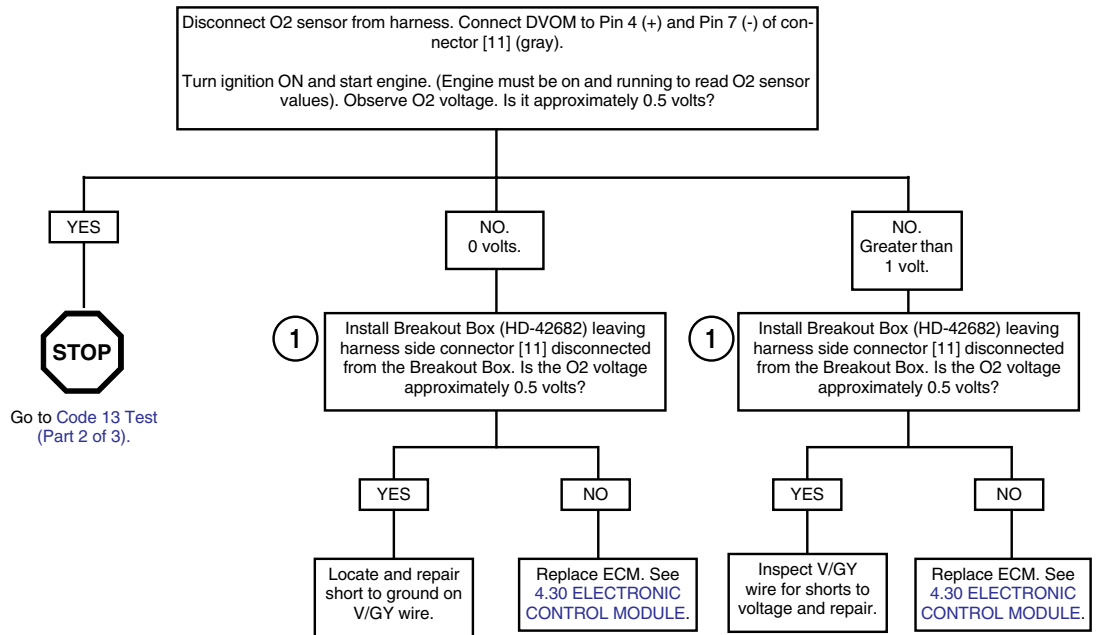 Disconnect O2 sensor from harness. Connect DVOM to Pin 4 (+) and Pin 7 (-) of con-
nector [11] (gray).
Turn ignition ON and start engine. (Engine must be on and running to read O2 sensor
values). Observe O2 voltage. Is it approximately 0.5 volts?
YES
NO.
0 volts.
NO.
Greater than
1 volt.
STOP
Go to Code 13 Test
(Part 2 of 3).
1
Install Breakout Box (HD-42682) leaving
harness side connector [11] disconnected
from the Breakout Box. Is the O2 voltage
approximately 0.5 volts?
1
Install Breakout Box (HD-42682) leaving
harness side connector [11] disconnected
from the Breakout Box. Is the O2 voltage
approximately 0.5 volts?
YES
NO
YES
NO
Locate and repair
short to ground on
V/GY wire.
Replace ECM. See
4.30 ELECTRONIC
CONTROL MODULE.
Inspect V/GY
wire for shorts to
voltage and repair.
Replace ECM. See
4.30 ELECTRONIC
CONTROL MODULE.